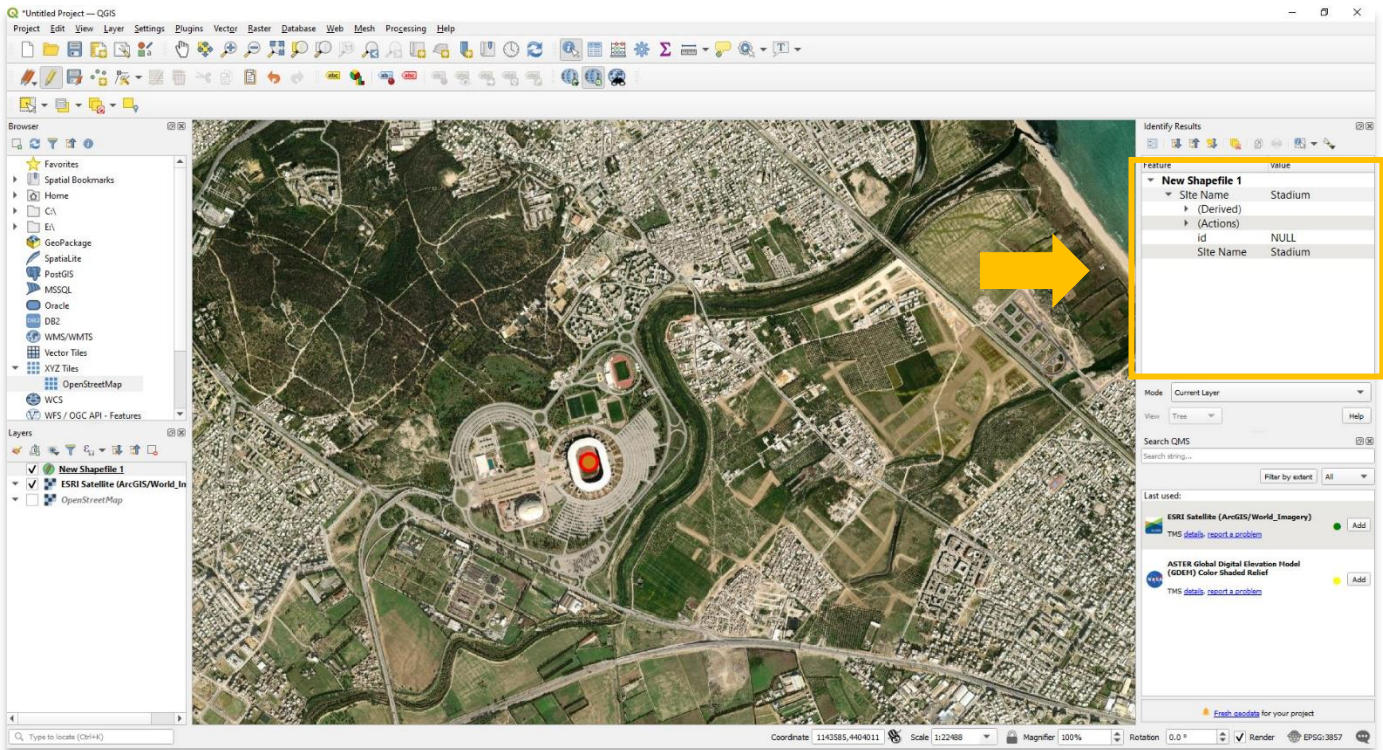 *Untitled Project — QGIS
Project Edit View Layer Settings Plugins Vector Raster Database Web Mesh Processing Help
Browser
Favorites
Spatial Bookmarks
Home
C:\
E:\
GeoPackage
SpatiaLite
PostGIS
MSSQL
Oracle
DB2
WMS/WMTS
Vector Tiles
XYZ Tiles
OpenStreetMap
WCS
WFS / OGC API - Features
Layers
New Shapefile 1
ESRI Satellite (ArcGIS/World_In
OpenStreetMap
Type to locate (Ctrl+K)
Identify Results
Feature Value
New Shapefile 1
SIte Name Stadium
(Derived)
(Actions)
id NULL
SIte Name Stadium
Mode Current Layer
View Tree Help
Search QMS
Search string...
Filter by extent All
Last used:
ESRI Satellite (ArcGIS/World_Imagery)
TMS details, report a problem
Add
ASTER Global Digital Elevation Model
(GDEM) Color Shaded Relief
TMS details, report a problem
Add
Fresh geodata for your project
Coordinate 1143585,4404011 Scale 1:22488 Magnifier 100% Rotation 0.0 ° Render EPSG:3857